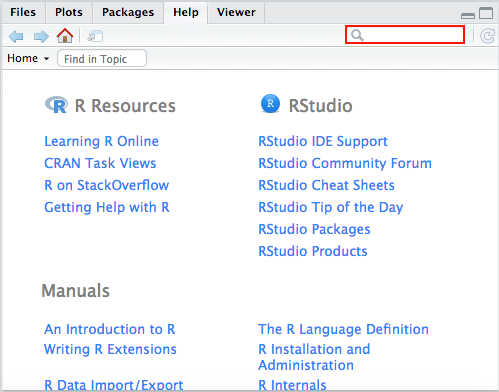 Files Plots Packages Help Viewer
Home Find in Topic
R R Resources
R RStudio
Learning R Online
CRAN Task Views
R on StackOverflow
Getting Help with R
RStudio IDE Support
RStudio Community Forum
RStudio Cheat Sheets
RStudio Tip of the Day
RStudio Packages
RStudio Products
Manuals
An Introduction to R
Writing R Extensions
R Data Import/Export
The R Language Definition
R Installation and
Administration
R Internals